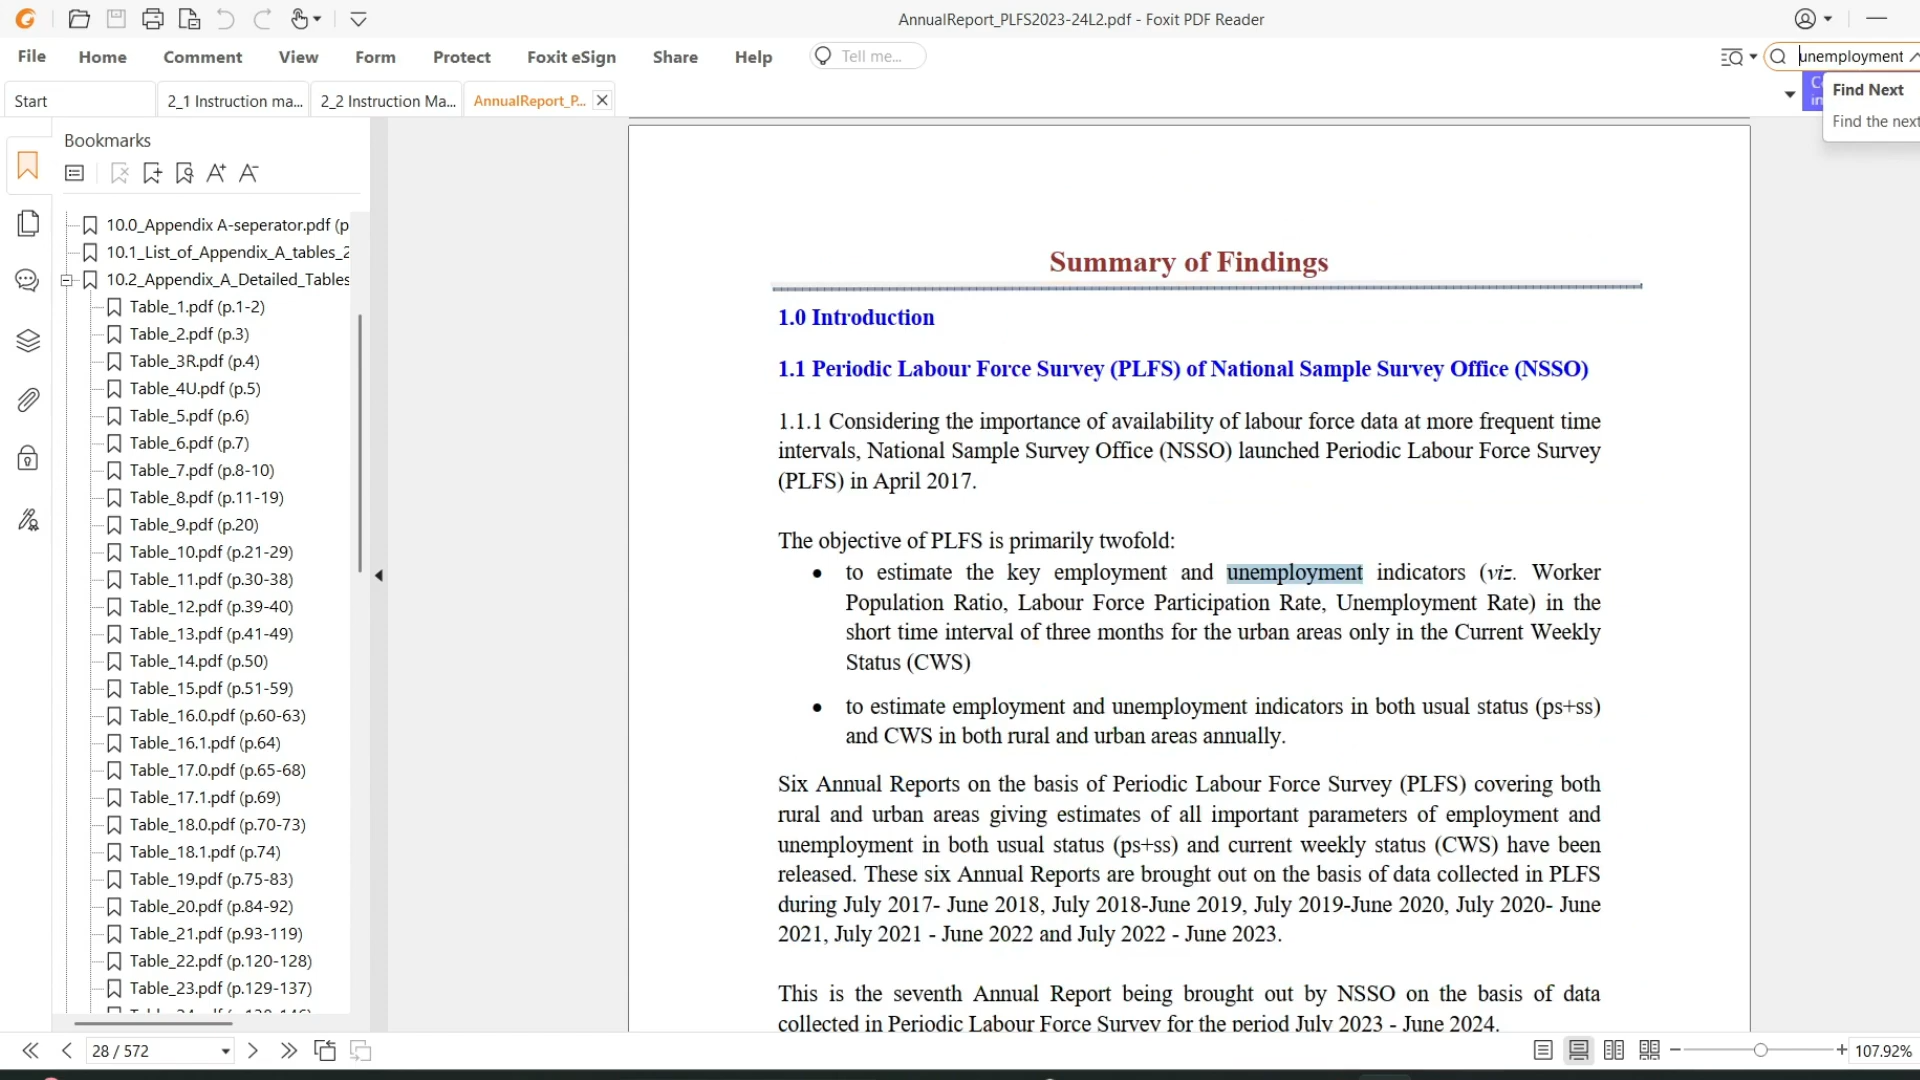 AnnualReport_PLFS2023-24L2.pdf - Foxit PDF Reader
File Home Comment View Form Protect Foxit eSign Share Help Tell me...
unemployment
Start 2_1 Instruction ma... 2_2 Instruction Ma... AnnualReport_P...
Find Next
Find the next
Bookmarks
10.0_Appendix A-seperator.pdf (p
10.1_List_of_Appendix_A_tables_2
10.2_Appendix_A_Detailed_Tables
Table_1.pdf (p.1-2)
Table_2.pdf (p.3)
Table_3R.pdf (p.4)
Table_4U.pdf (p.5)
Table_5.pdf (p.6)
Table_6.pdf (p.7)
Table_7.pdf (p.8-10)
Table_8.pdf (p.11-19)
Table_9.pdf (p.20)
Table_10.pdf (p.21-29)
Table_11.pdf (p.30-38)
Table_12.pdf (p.39-40)
Table_13.pdf (p.41-49)
Table_14.pdf (p.50)
Table_15.pdf (p.51-59)
Table_16.0.pdf (p.60-63)
Table_16.1.pdf (p.64)
Table_17.0.pdf (p.65-68)
Table_17.1.pdf (p.69)
Table_18.0.pdf (p.70-73)
Table_18.1.pdf (p.74)
Table_19.pdf (p.75-83)
Table_20.pdf (p.84-92)
Table_21.pdf (p.93-119)
Table_22.pdf (p.120-128)
Table_23.pdf (p.129-137)
Summary of Findings
1.0 Introduction
1.1 Periodic Labour Force Survey (PLFS) of National Sample Survey Office (NSSO)
1.1.1 Considering the importance of availability of labour force data at more frequent time
intervals, National Sample Survey Office (NSSO) launched Periodic Labour Force Survey
(PLFS) in April 2017.
The objective of PLFS is primarily twofold:
• to estimate the key employment and unemployment indicators (viz. Worker
Population Ratio, Labour Force Participation Rate, Unemployment Rate) in the
short time interval of three months for the urban areas only in the Current Weekly
Status (CWS)
• to estimate employment and unemployment indicators in both usual status (ps+ss)
and CWS in both rural and urban areas annually.
Six Annual Reports on the basis of Periodic Labour Force Survey (PLFS) covering both
rural and urban areas giving estimates of all important parameters of employment and
unemployment in both usual status (ps+ss) and current weekly status (CWS) have been
released. These six Annual Reports are brought out on the basis of data collected in PLFS
during July 2017- June 2018, July 2018-June 2019, July 2019-June 2020, July 2020- June
2021, July 2021 - June 2022 and July 2022 - June 2023.
This is the seventh Annual Report being brought out by NSSO on the basis of data
collected in Periodic Labour Force Survey for the period July 2023 - June 2024.
28 / 572
107.92%